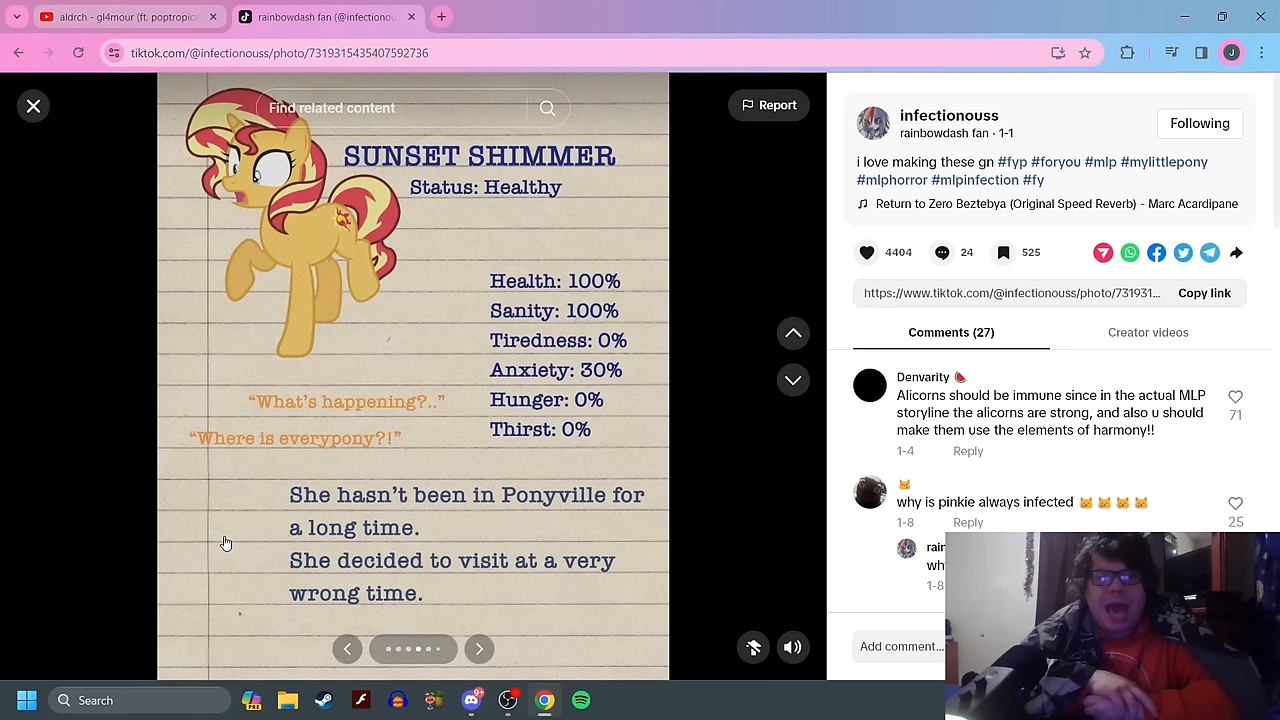 aldrch - gl4mour (ft. poptropic
rainbowdash fan (@infectionou
tiktok.com/@infectionouss/photo/7319315435407592736
J
Find related content
Report
SUNSET SHIMMER
Status: Healthy
Health: 100%
Sanity: 100%
Tiredness: 0%
Anxiety: 30%
Hunger: 0%
Thirst: 0%
“What’s happening?..”
“Where is everypony?!”
She hasn’t been in Ponyville for
a long time.
She decided to visit at a very
wrong time.
infectionouss
rainbowdash fan · 1-1
Following
i love making these gn #fyp #foryou #mlp #mylittlepony
#mlphorror #mlpinfection #fy
Return to Zero Beztebya (Original Speed Reverb) - Marc Acardipane
4404
24
525
https://www.tiktok.com/@infectionouss/photo/731931...
Copy link
Comments (27)
Creator videos
Denvarity 🍉
Alicorns should be immune since in the actual MLP
storyline the alicorns are strong, and also u should
make them use the elements of harmony!!
71
1-4 Reply
🐱
why is pinkie always infected 🐱 🐱 🐱 🐱
25
1-8 Reply
rain
wh
1-8
Add comment...
Search
PRE
9+